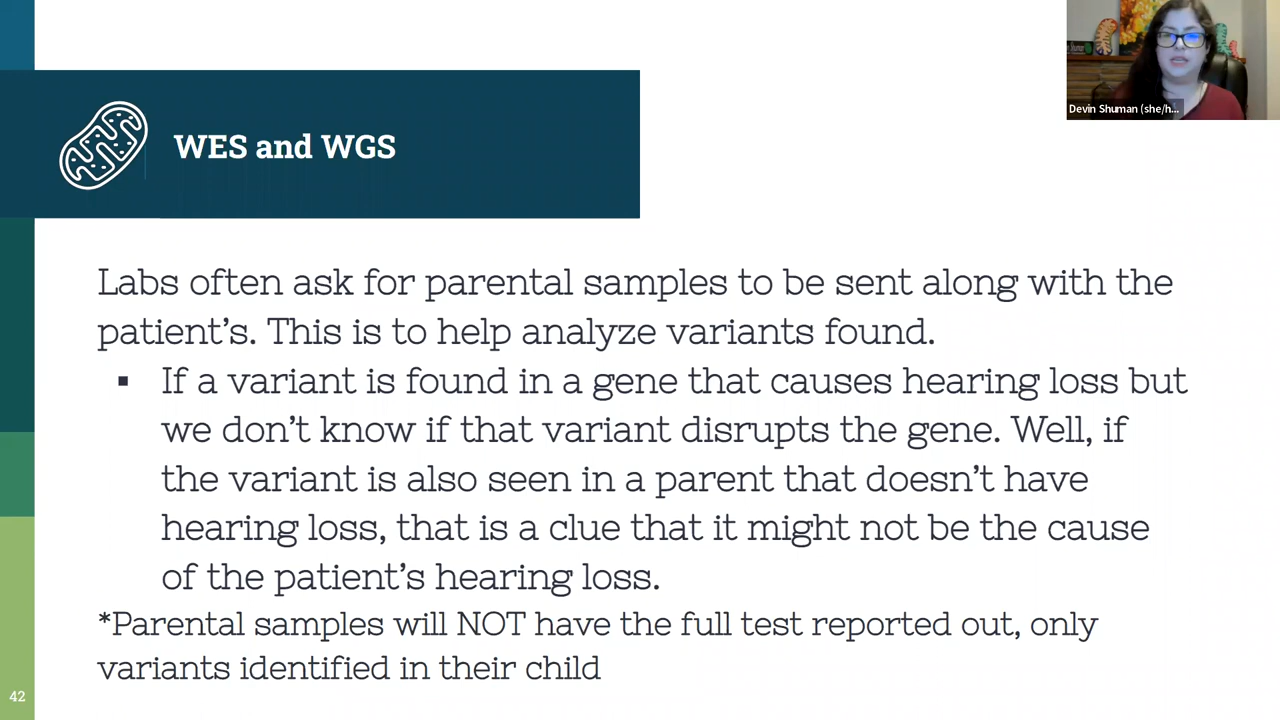 Devin Shuman (she/h...
WES and WGS
Labs often ask for parental samples to be sent along with the
patient’s. This is to help analyze variants found.
▪ If a variant is found in a gene that causes hearing loss but
we don’t know if that variant disrupts the gene. Well, if
the variant is also seen in a parent that doesn’t have
hearing loss, that is a clue that it might not be the cause
of the patient’s hearing loss.
*Parental samples will NOT have the full test reported out, only
variants identified in their child
42